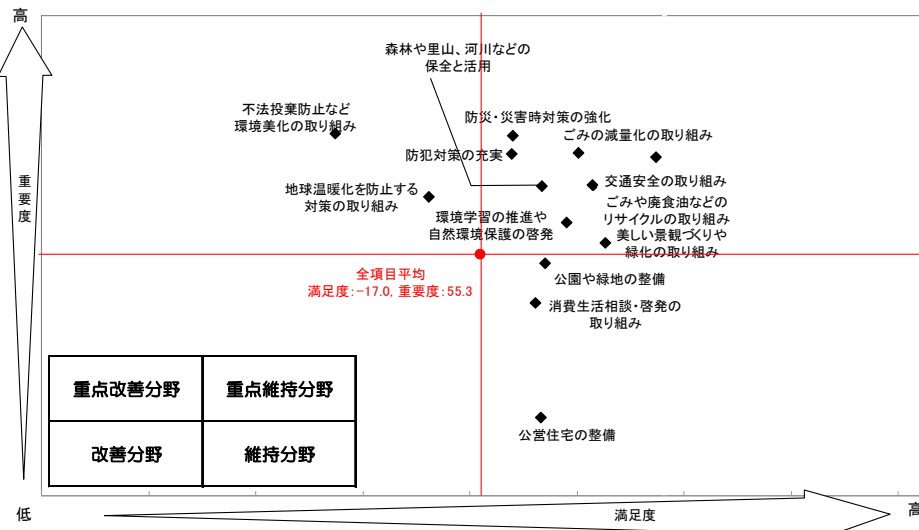 高
森林や里山、河川などの
保全と活用
不法投棄防止など
環境美化の取り組み
防災・災害時対策の強化
ごみの減量化の取り組み
防犯対策の充実
重要度
地球温暖化を防止する
対策の取り組み
交通安全の取り組み
ごみや廃食油などの
リサイクルの取り組み
環境学習の推進や
自然環境保護の啓発
美しい景観づくりや
緑化の取り組み
全項目平均
満足度:-17.0, 重要度:55.3
公園や緑地の整備
消費生活相談・啓発の
取り組み
重点改善分野
重点維持分野
改善分野
維持分野
公営住宅の整備
低
満足度
高